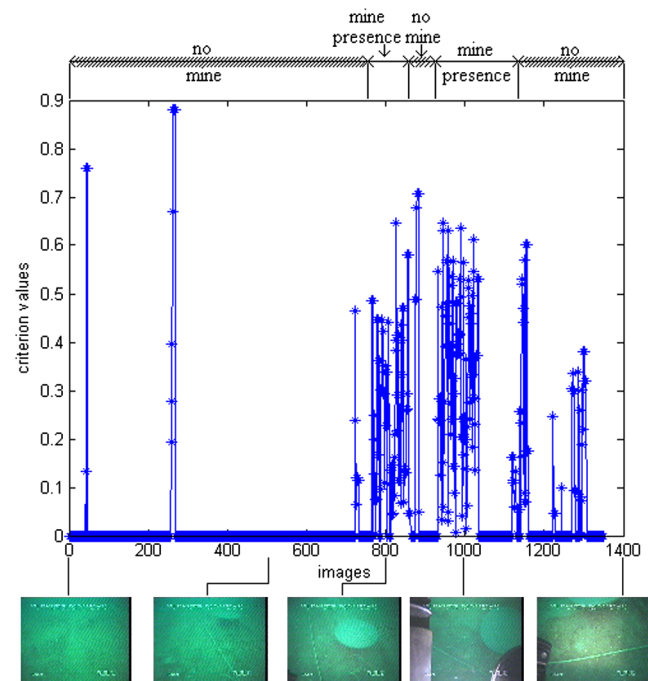 mine
presence
no
mine
mine
presence
no
mine
no
mine
0.9
0.8
0.7
0.6
0.5
0.4
0.3
0.2
0.1
0
criterion values
0 200 400 600 800 1000 1200 1400
images